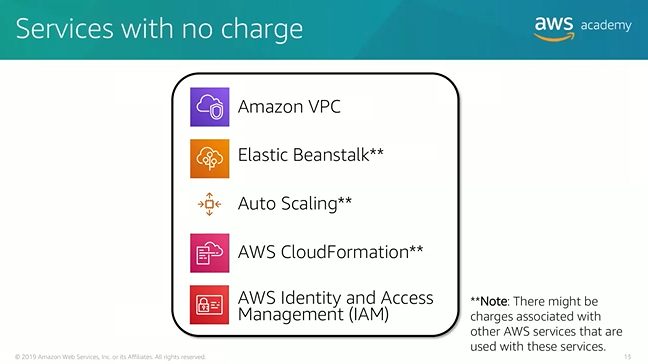 Services with no charge
aws academy
Amazon VPC
Elastic Beanstalk**
Auto Scaling**
AWS CloudFormation**
AWS Identity and Access
Management (IAM)
**Note: There might be
charges associated with
other AWS services that are
used with these services.
© 2019 Amazon Web Services, Inc. or its Affiliates. All rights reserved.
13